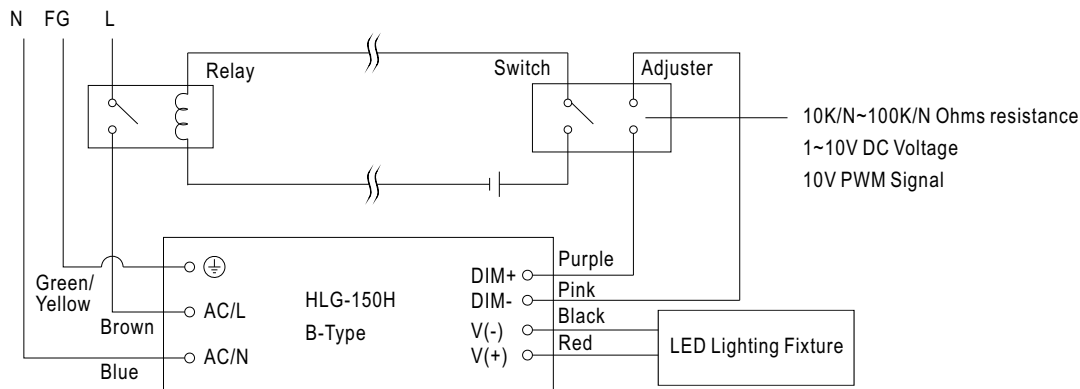 N FG L
Relay
Switch
Adjuster
10K/N~100K/N Ohms resistance
1~10V DC Voltage
10V PWM Signal
Green/
Yellow
Brown
Blue
AC/L
AC/N
HLG-150H
B-Type
DIM+
DIM-
V(-)
V(+)
Purple
Pink
Black
Red
LED Lighting Fixture